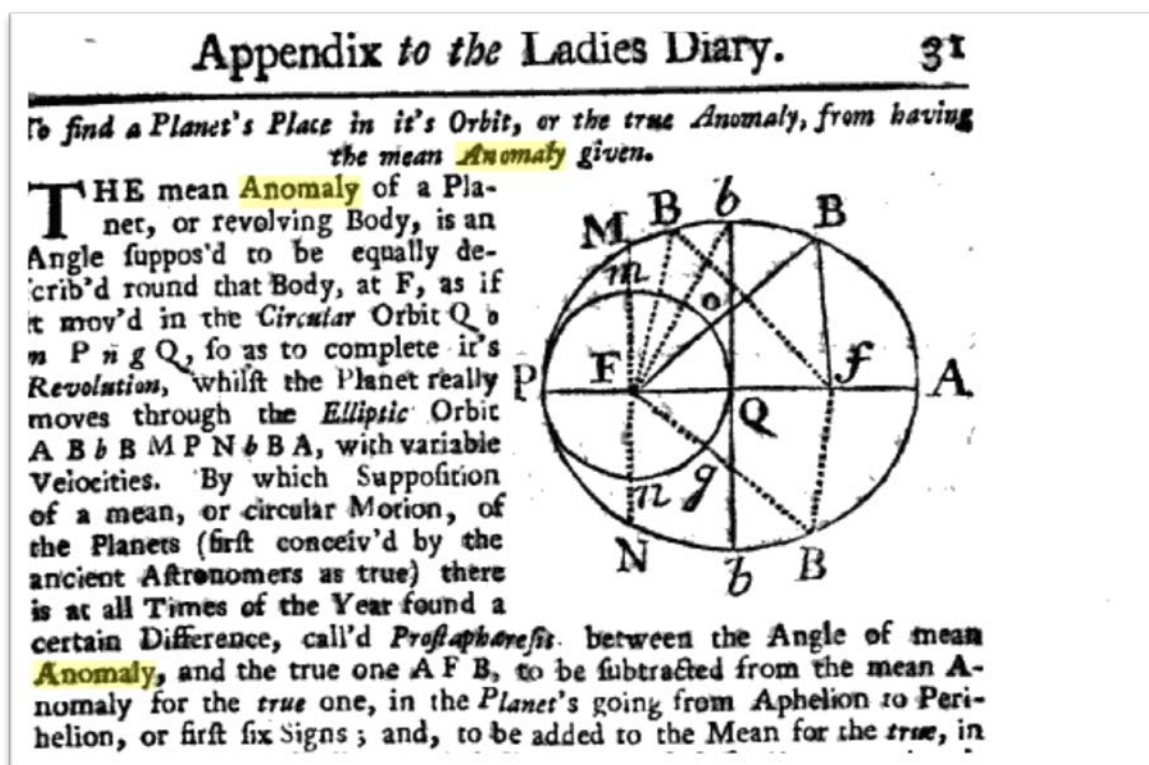 Appendix to the Ladies Diary. 31
To find a Planet's Place in it's Orbit, or the true Anomaly, from having
the mean Anomaly given.
THE mean Anomaly of a Pla-
net, or revolving Body, is an
Angle ſuppos'd to be equally de-
ſcrib'd round that Body, at F, as if
it mov'd in the Circular Orbit Q o
m P n g Q, ſo as to complete it's
Revolution, whilſt the Planet really
moves through the Elliptic Orbit
A B b B M P N b B A, with variable
Velocities. By which Suppoſition
of a mean, or circular Motion, of
the Planets (firſt conceiv'd by the
ancient Aſtronomers as true) there
is at all Times of the Year found a
certain Difference, call'd Proſtaphæreſis. between the Angle of mean
Anomaly, and the true one A F B, to be ſubtracted from the mean A-
nomaly for the true one, in the Planet's going from Aphelion to Peri-
helion, or firſt ſix Signs; and, to be added to the Mean for the true, in
M B b B
m o
P F f A
Q
n g
N b B